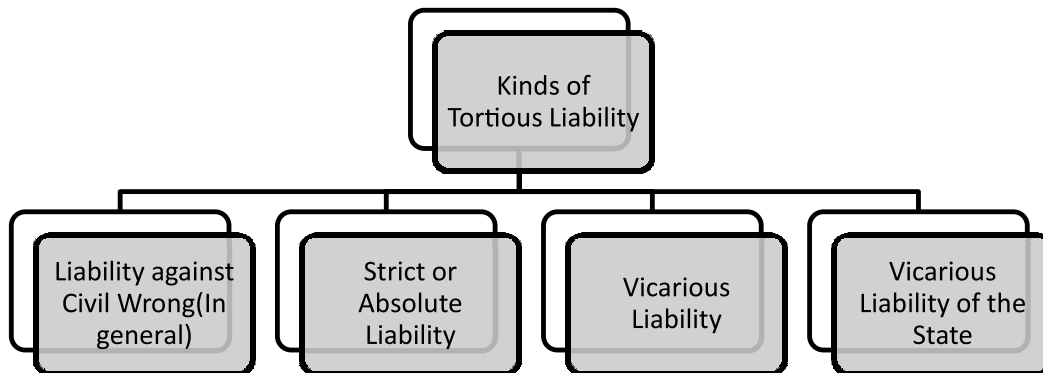 Kinds of
Tortious Liability
Liability against
Civil Wrong(In
general)
Strict or
Absolute
Liability
Vicarious
Liability
Vicarious
Liability of the
State